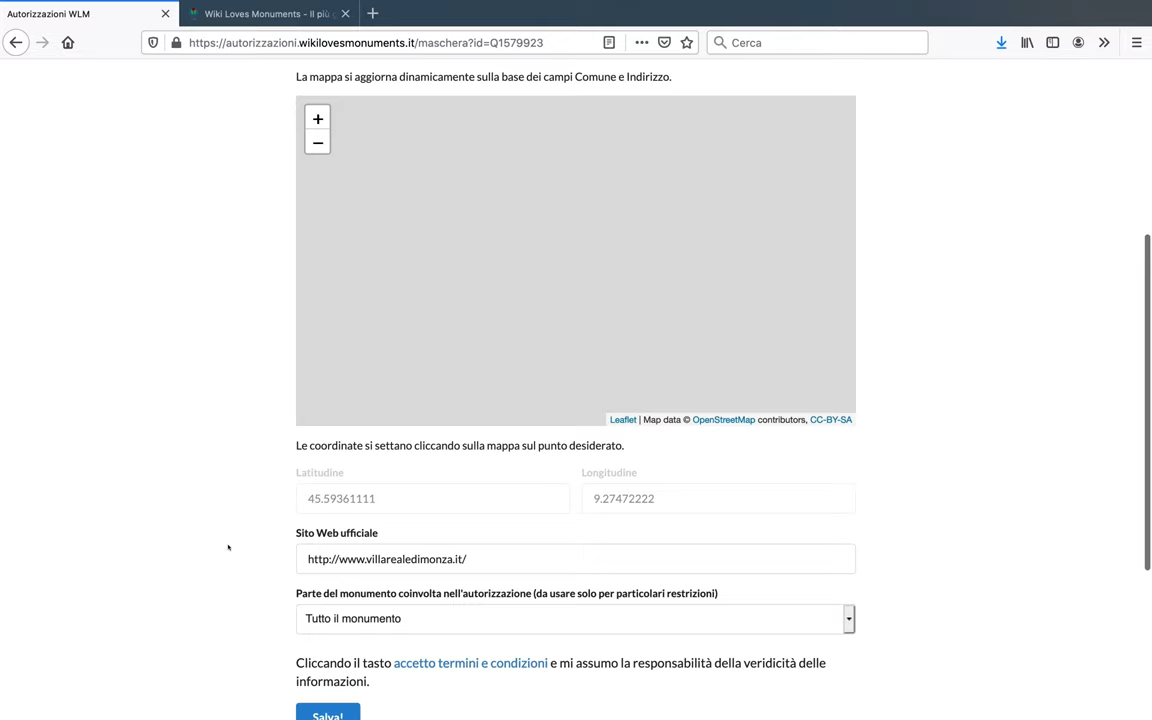 Autorizzazioni WLM
Wiki Loves Monuments - Il più
https://autorizzazioni.wikilovesmonuments.it/maschera?id=Q1579923
Cerca
La mappa si aggiorna dinamicamente sulla base dei campi Comune e Indirizzo.
+
−
Leaflet | Map data © OpenStreetMap contributors, CC-BY-SA
Le coordinate si settano cliccando sulla mappa sul punto desiderato.
Latitudine Longitudine
45.59361111 9.27472222
Sito Web ufficiale
http://www.villarealedimonza.it/
Parte del monumento coinvolta nell'autorizzazione (da usare solo per particolari restrizioni)
Tutto il monumento
Cliccando il tasto accetto termini e condizioni e mi assumo la responsabilità della veridicità delle
informazioni.
Salva!